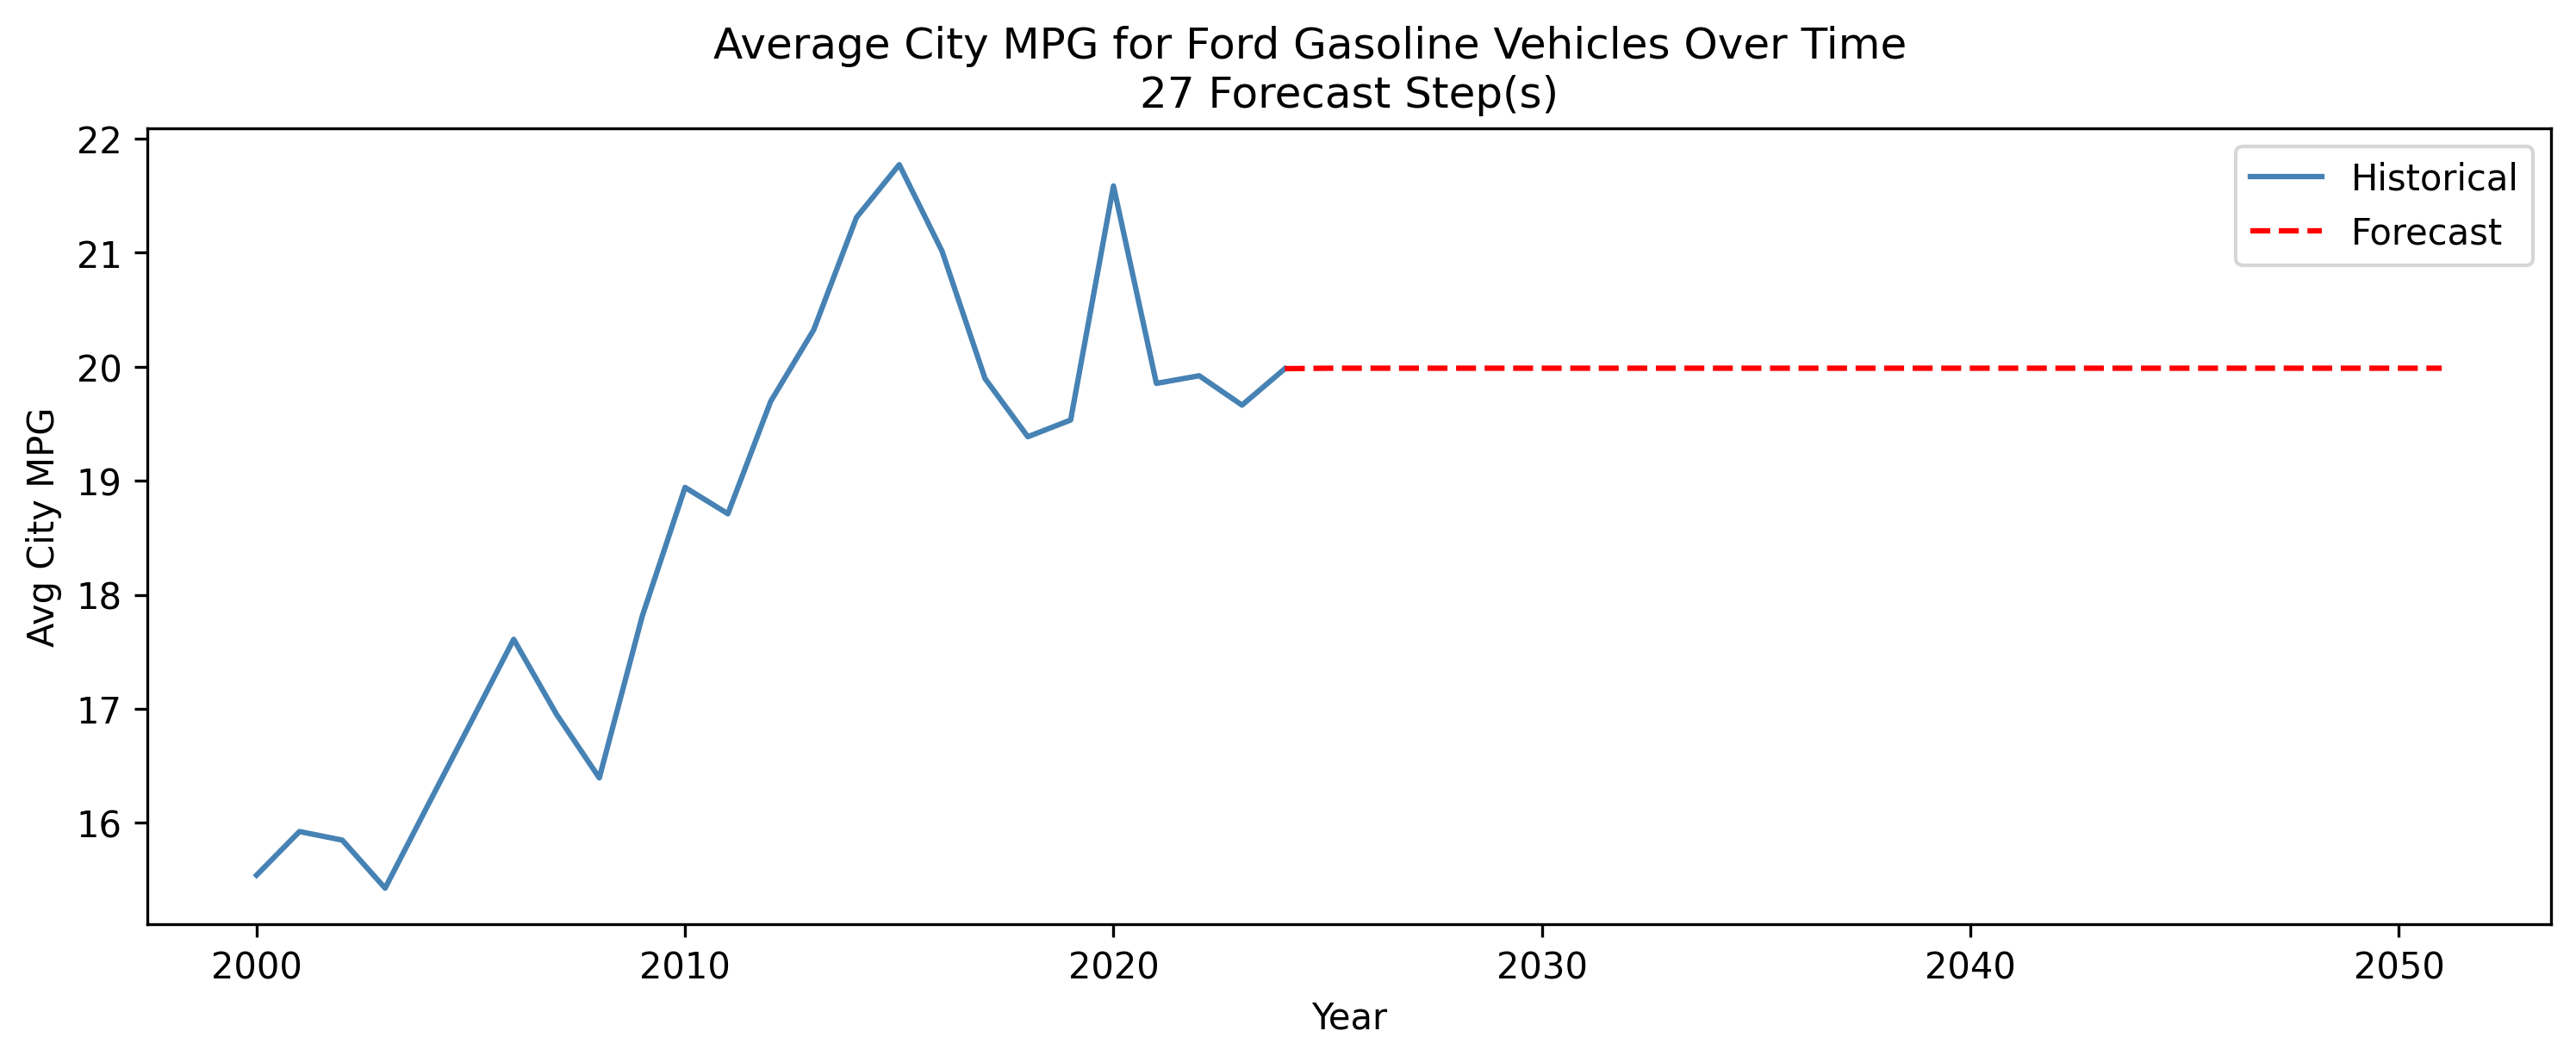 Average City MPG for Ford Gasoline Vehicles Over Time
27 Forecast Step(s)
22
21
20
19
18
17
16
Avg City MPG
Historical
Forecast
2000
2010
2020
2030
2040
2050
Year